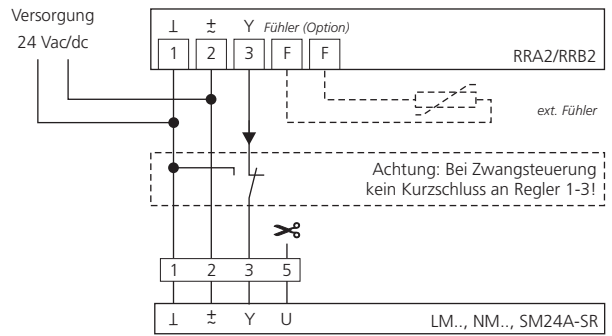 Versorgung
24 Vac/dc
⊥ ≂ Y Fühler (Option)
1 2 3 F F
RRA2/RRB2
ext. Fühler
Achtung: Bei Zwangsteuerung
kein Kurzschluss an Regler 1-3!
1 2 3 5
⊥ ≂ Y U
LM.., NM.., SM24A-SR